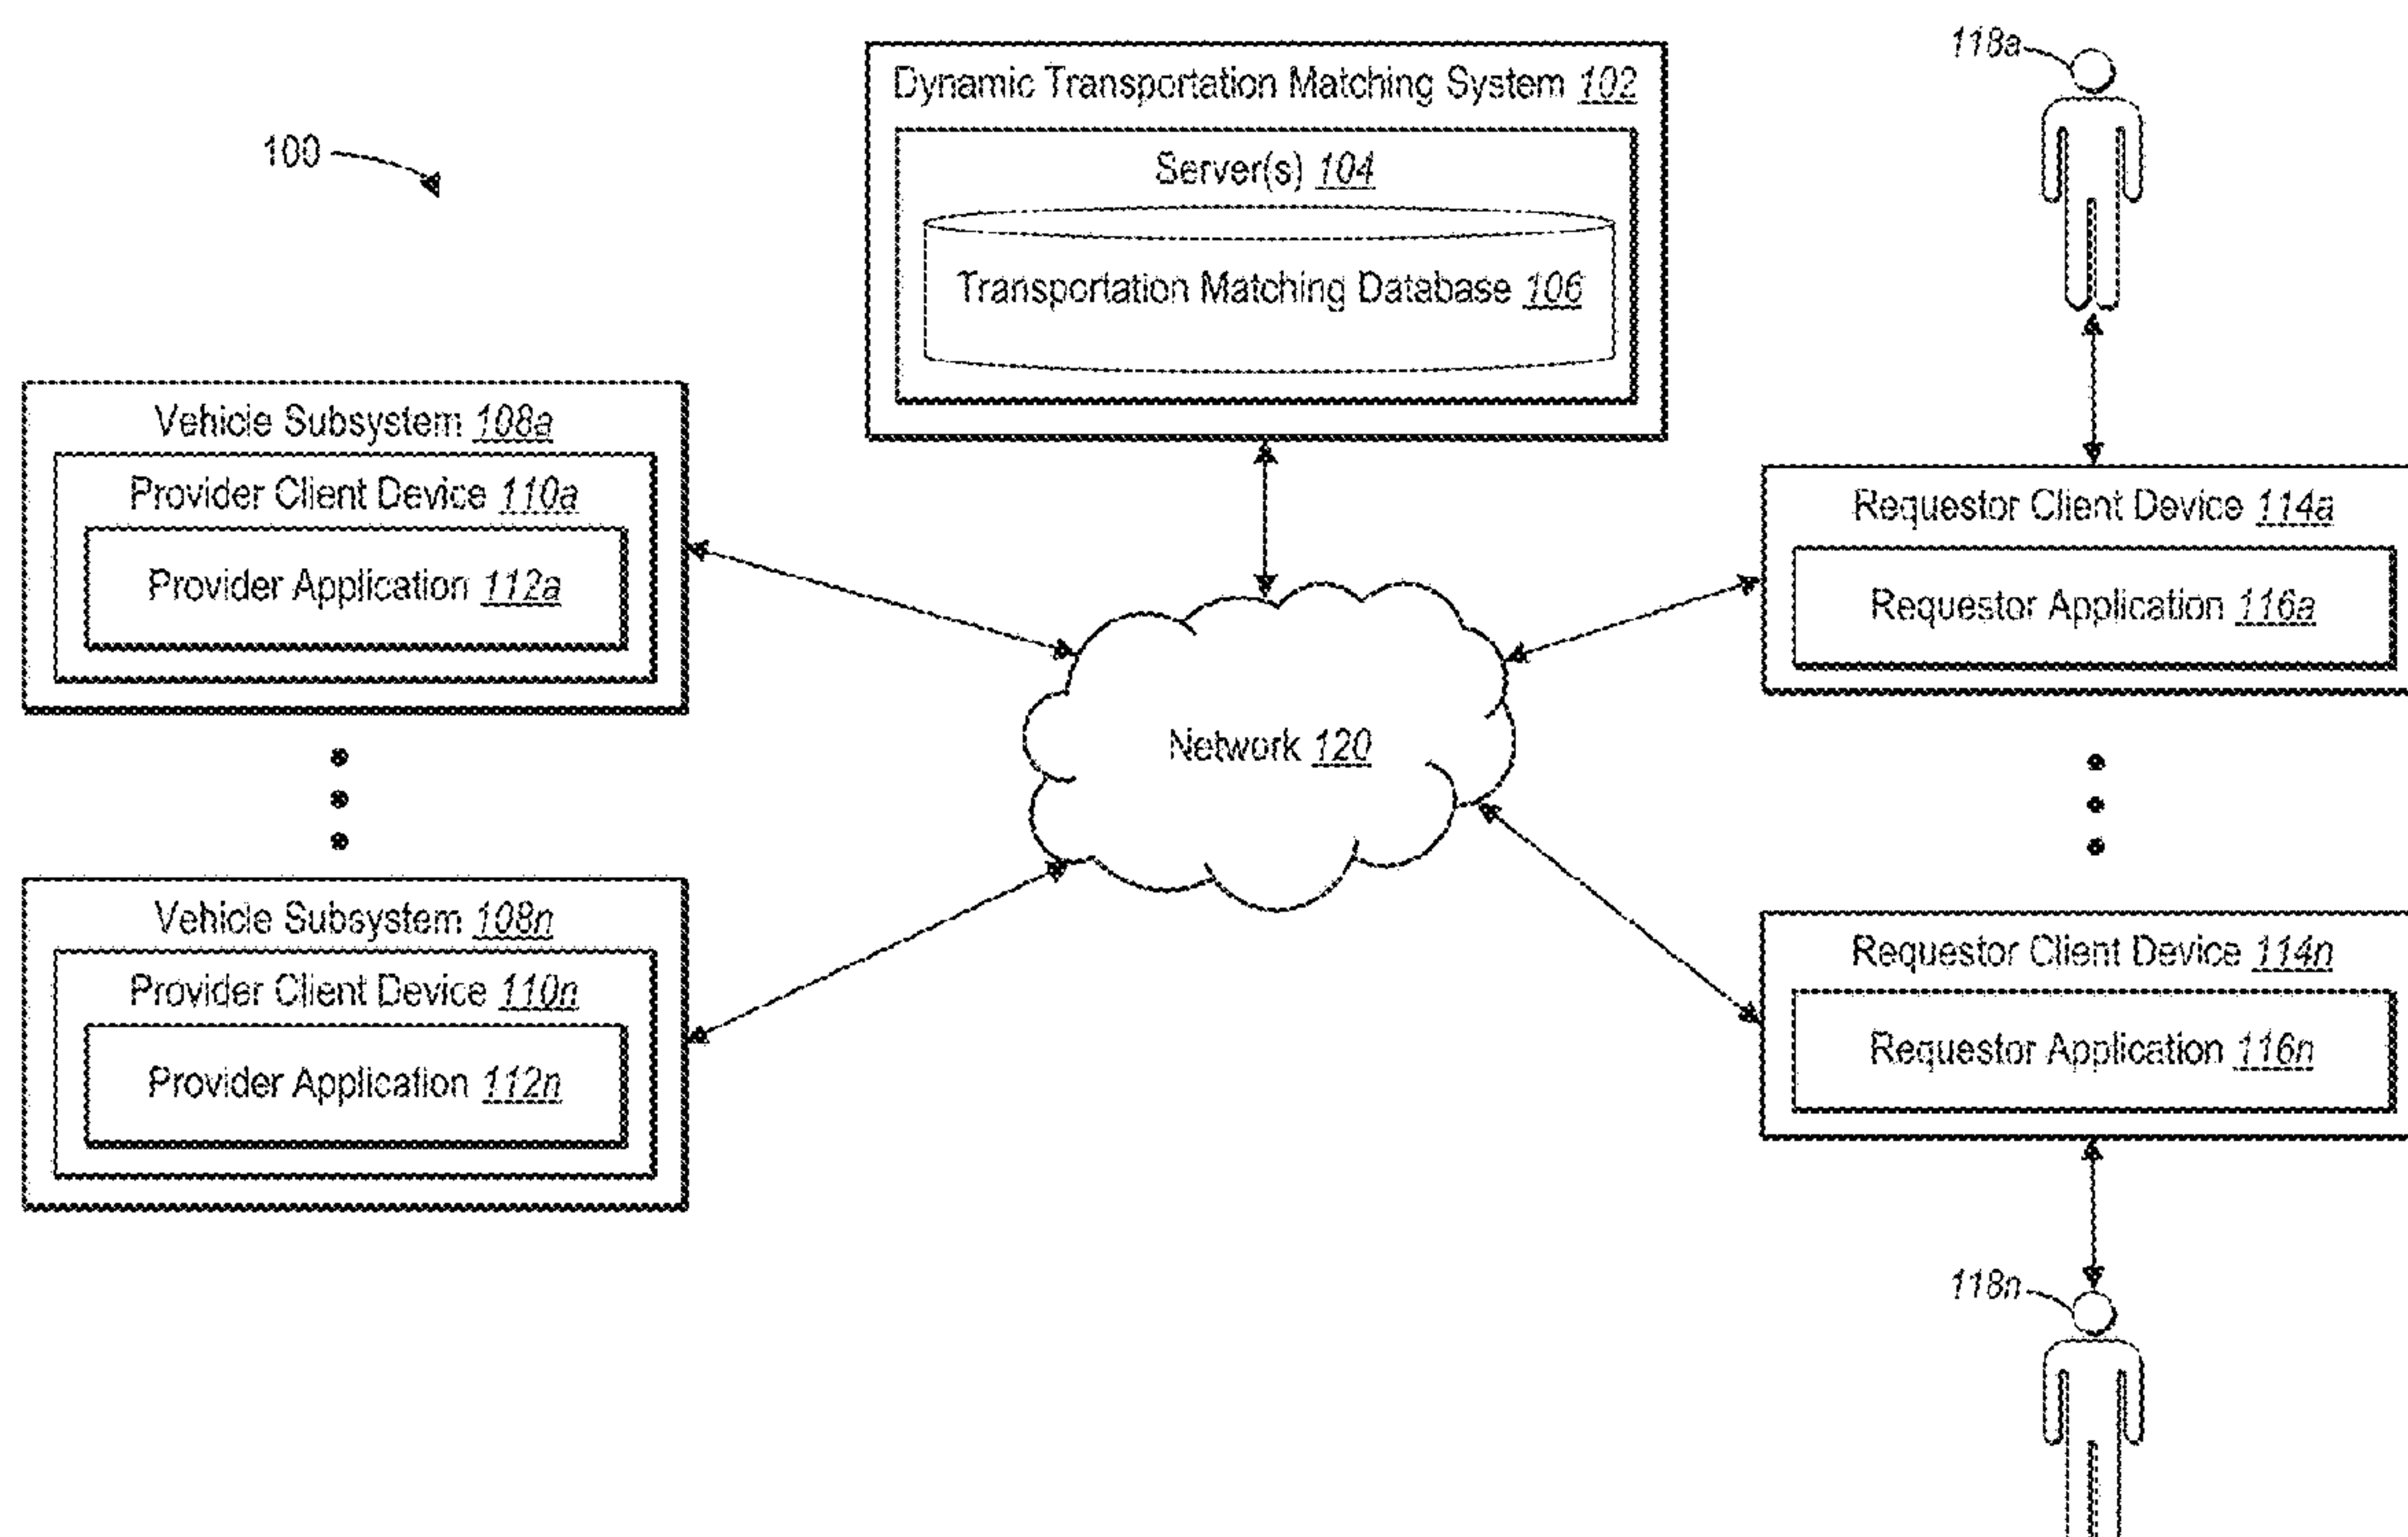 118a
Dynamic Transportation Matching System 102
100
Server(s) 104
Transportation Matching Database 106
Vehicle Subsystem 108a
Provider Client Device 110a
Provider Application 112a
Requestor Client Device 114a
Requestor Application 116a
Network 120
Vehicle Subsystem 108n
Provider Client Device 110n
Provider Application 112n
Requestor Client Device 114n
Requestor Application 116n
118n